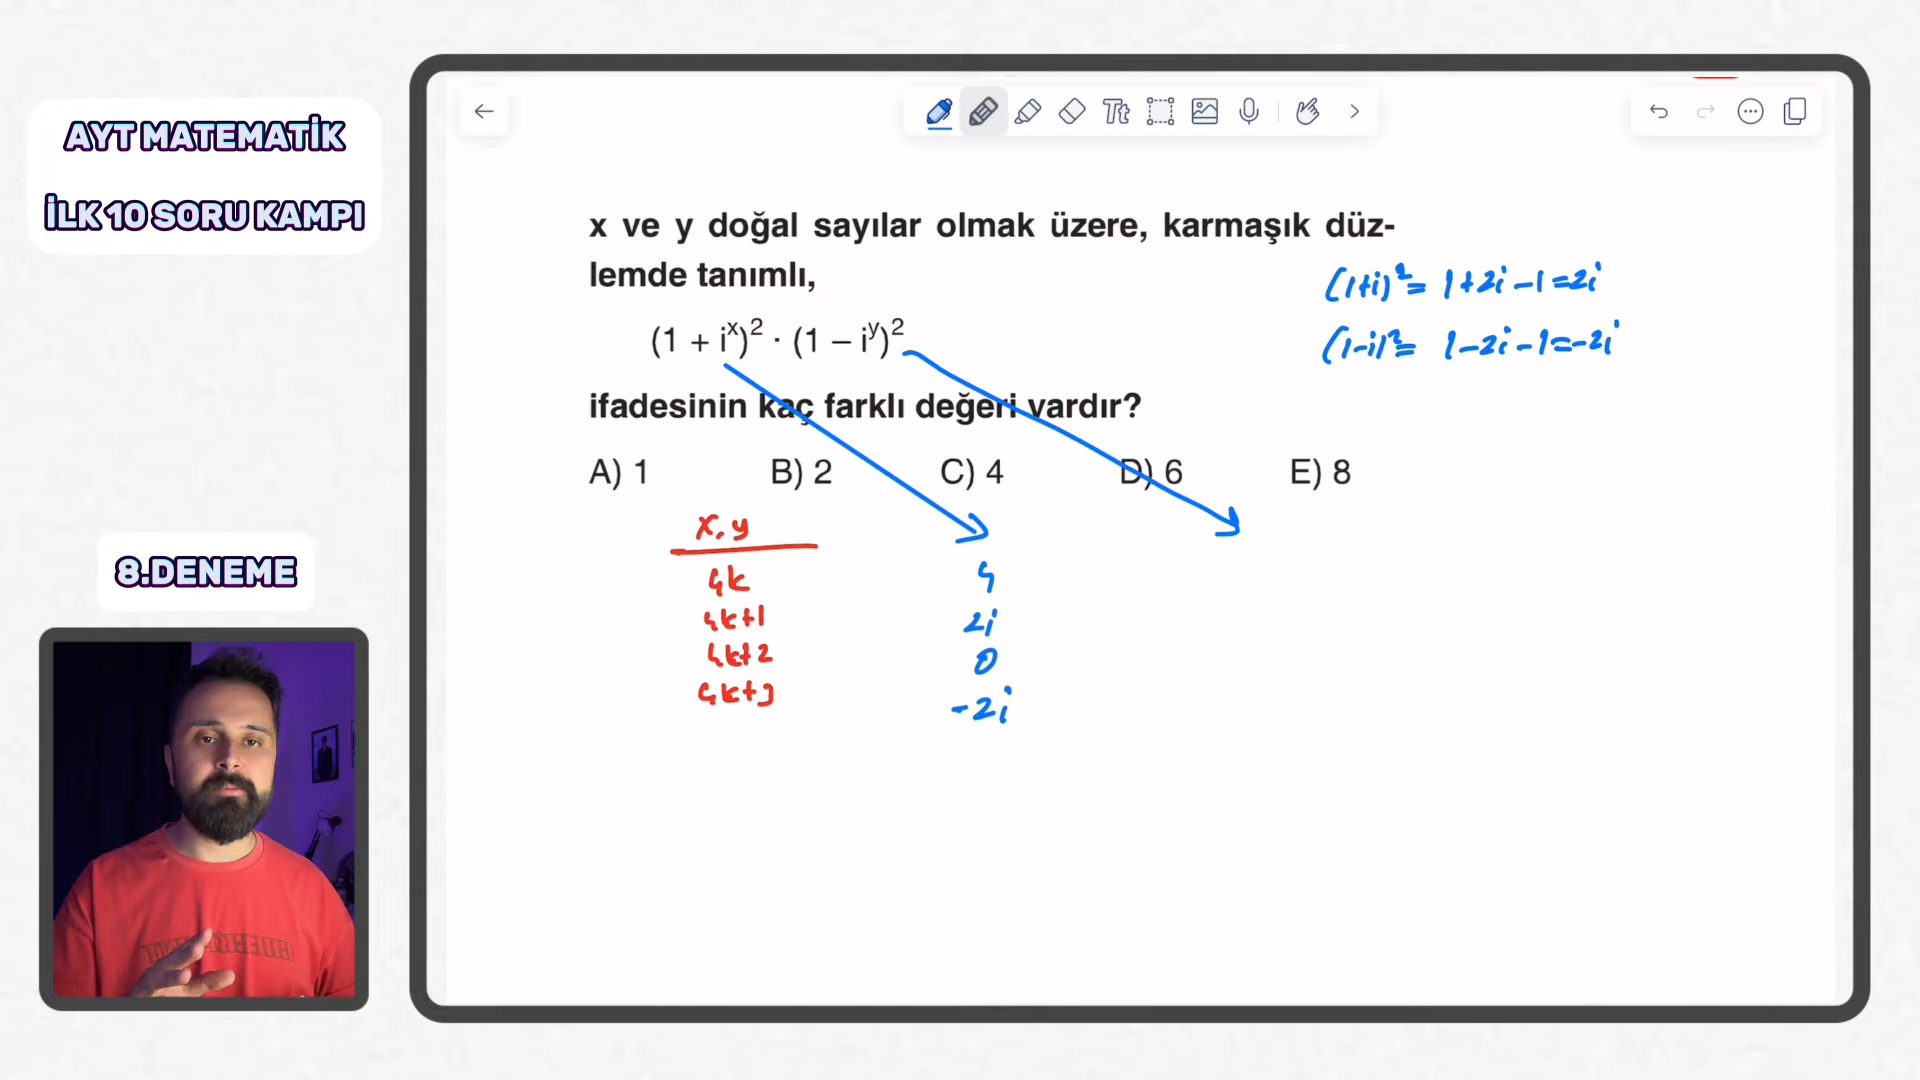 AYT MATEMATİK
İLK 10 SORU KAMPI
8.DENEME
Tt
x ve y doğal sayılar olmak üzere, karmaşık düz-
lemde tanımlı,
(1 + i^x)^2 · (1 − i^y)^2
ifadesinin kaç farklı değeri vardır?
A) 1 B) 2 C) 4 D) 6 E) 8
(1+i)^2 = 1+2i-1=2i
(1-i)^2= 1-2i-1=-2i
x, y
4k 4
4k+1 2i
4k+2 0
4k+3 -2i